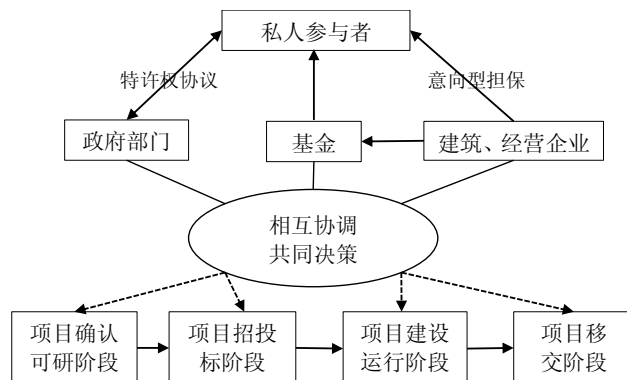 私人参与者
特许权协议
意向型担保
政府部门
基金
建筑、经营企业
相互协调
共同决策
项目确认
可研阶段
项目招投
标阶段
项目建设
运行阶段
项目移
交阶段